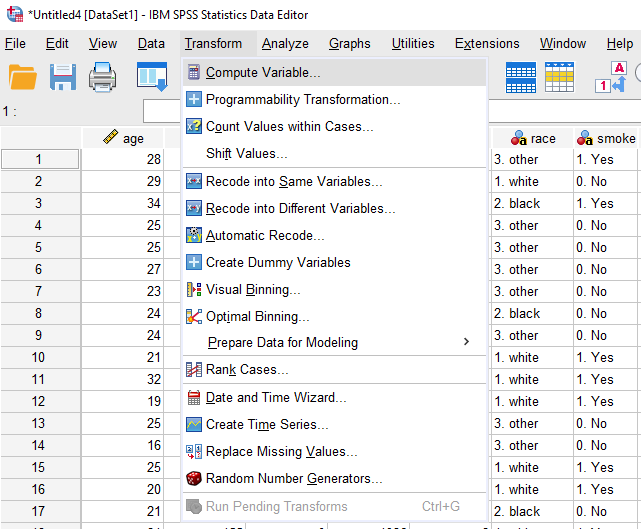 *Untitled4 [DataSet1] - IBM SPSS Statistics Data Editor
File Edit View Data Transform Analyze Graphs Utilities Extensions Window Help
A
1
1 :
age race smoke
Compute Variable...
Programmability Transformation...
Count Values within Cases...
Shift Values...
Recode into Same Variables...
Recode into Different Variables...
Automatic Recode...
Create Dummy Variables
Visual Binning...
Optimal Binning...
Prepare Data for Modeling
Rank Cases...
Date and Time Wizard...
Create Time Series...
Replace Missing Values...
Random Number Generators...
Run Pending Transforms Ctrl+G
1 28 3. other 1. Yes
2 29 1. white 0. No
3 34 2. black 1. Yes
4 25 3. other 0. No
5 25 3. other 0. No
6 27 3. other 0. No
7 23 3. other 0. No
8 24 2. black 0. No
9 24 3. other 0. No
10 21 1. white 1. Yes
11 32 1. white 1. Yes
12 19 1. white 1. Yes
13 25 3. other 0. No
14 16 3. other 0. No
15 25 1. white 1. Yes
16 20 1. white 1. Yes
17 21 2. black 0. No